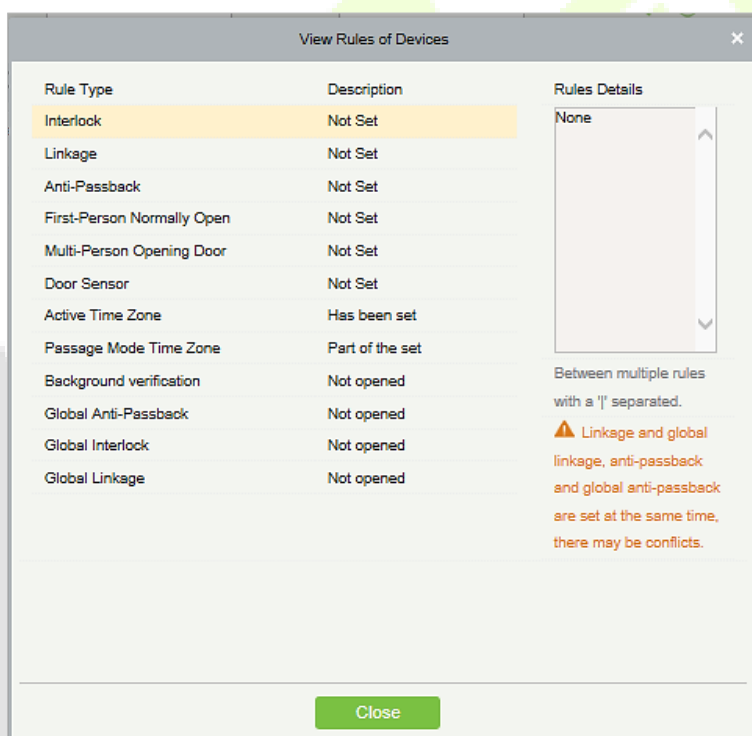 View Rules of Devices
×
Rule Type Description Rules Details
Interlock Not Set
None
Linkage Not Set
Anti-Passback Not Set
First-Person Normally Open Not Set
Multi-Person Opening Door Not Set
Door Sensor Not Set
Active Time Zone Has been set
Passage Mode Time Zone Part of the set
Background verification Not opened
Global Anti-Passback Not opened
Global Interlock Not opened
Global Linkage Not opened
Between multiple rules
with a '|' separated.
Linkage and global
linkage, anti-passback
and global anti-passback
are set at the same time,
there may be conflicts.
Close